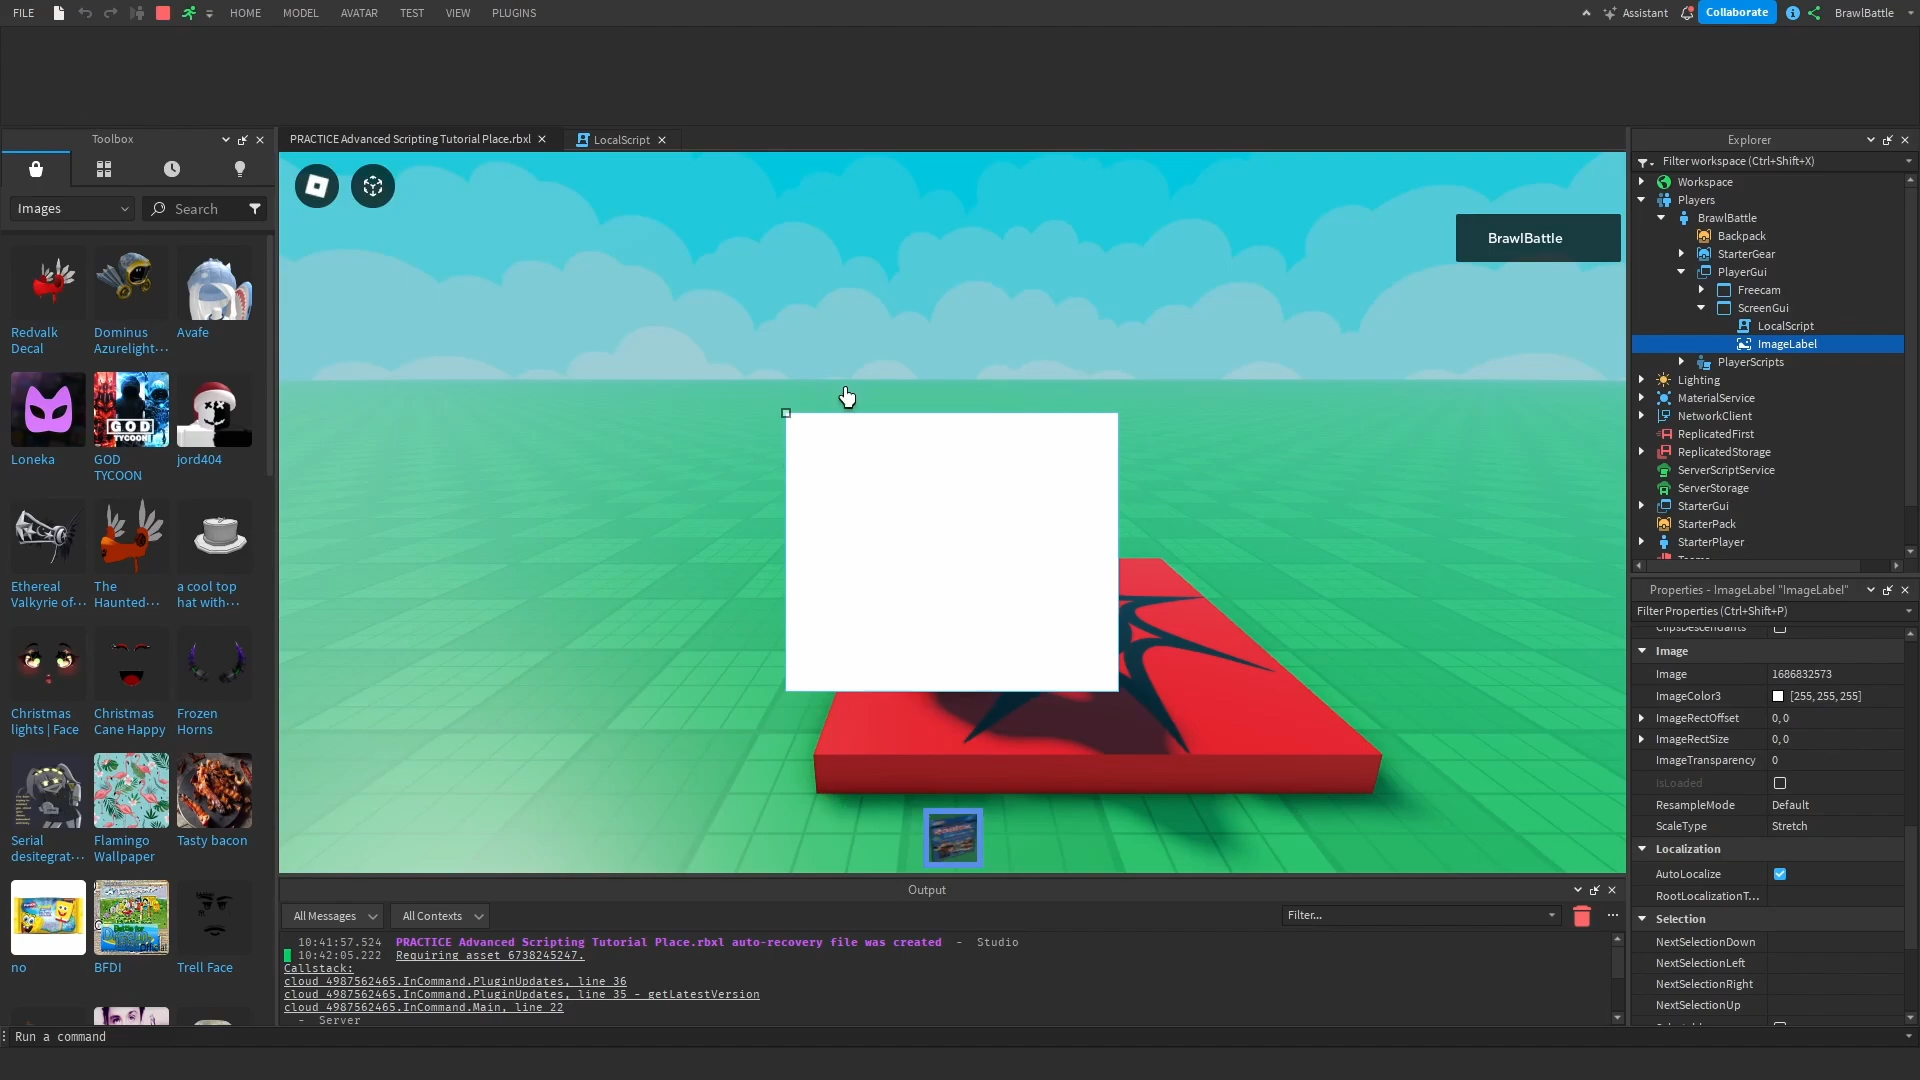 FILE HOME MODEL AVATAR TEST VIEW PLUGINS Assistant Collaborate BrawlBattle
Toolbox
Images Search
Redvalk Decal
Dominus Azurelight...
Avafe
Loneka
GOD TYCOON
GOD TYCOON
jord404
Ethereal Valkyrie of...
The Haunted...
a cool top hat with...
Christmas lights | Face
Christmas Cane Happy
Frozen Horns
Serial desitegrat...
Flamingo Wallpaper
Tasty bacon
no
BFDI
Trell Face
PRACTICE Advanced Scripting Tutorial Place.rbxl
LocalScript
BrawlBattle
Output
All Messages All Contexts Filter...
10:41:57.524 PRACTICE Advanced Scripting Tutorial Place.rbxl auto-recovery file was created - Studio
10:42:05.222 Requiring asset 6738245247.
Callstack:
cloud_4987562465.InCommand.PluginUpdates, line 36
cloud_4987562465.InCommand.PluginUpdates, line 35 - getLatestVersion
cloud_4987562465.InCommand.Main, line 22
- Server
Run a command
Explorer
Filter workspace (Ctrl+Shift+X)
Workspace
Players
BrawlBattle
Backpack
StarterGear
PlayerGui
Freecam
ScreenGui
LocalScript
ImageLabel
PlayerScripts
Lighting
MaterialService
NetworkClient
ReplicatedFirst
ReplicatedStorage
ServerScriptService
ServerStorage
StarterGui
StarterPack
StarterPlayer
Teams
Properties - ImageLabel "ImageLabel"
Filter Properties (Ctrl+Shift+P)
ClipsDescendants
Image
Image 1686832573
ImageColor3 [255, 255, 255]
ImageRectOffset 0, 0
ImageRectSize 0, 0
ImageTransparency 0
IsLoaded
ResampleMode Default
ScaleType Stretch
Localization
AutoLocalize
RootLocalizationT...
Selection
NextSelectionDown
NextSelectionLeft
NextSelectionRight
NextSelectionUp